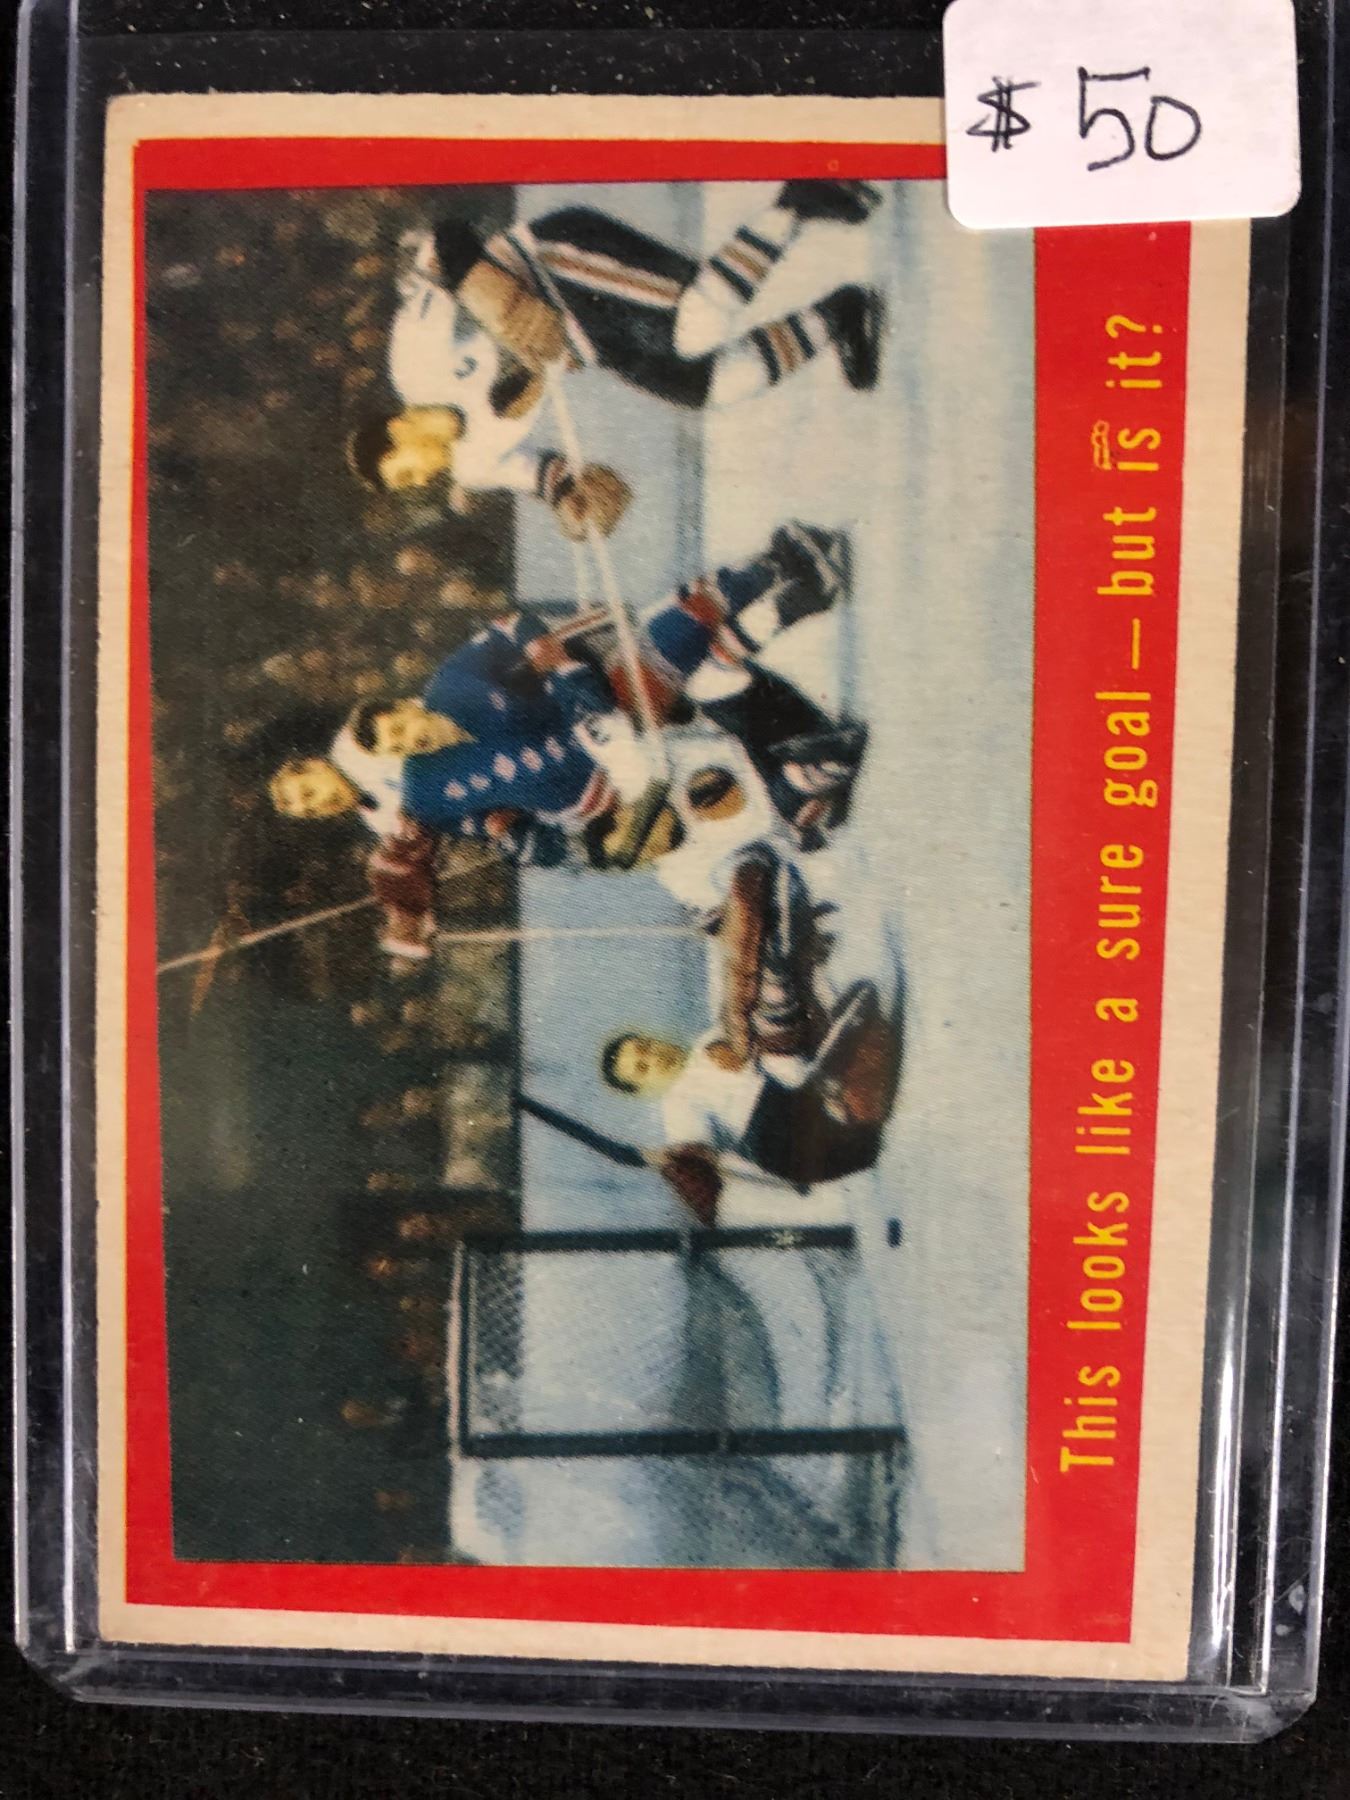 $ 50
This looks like a sure goal — but is it?